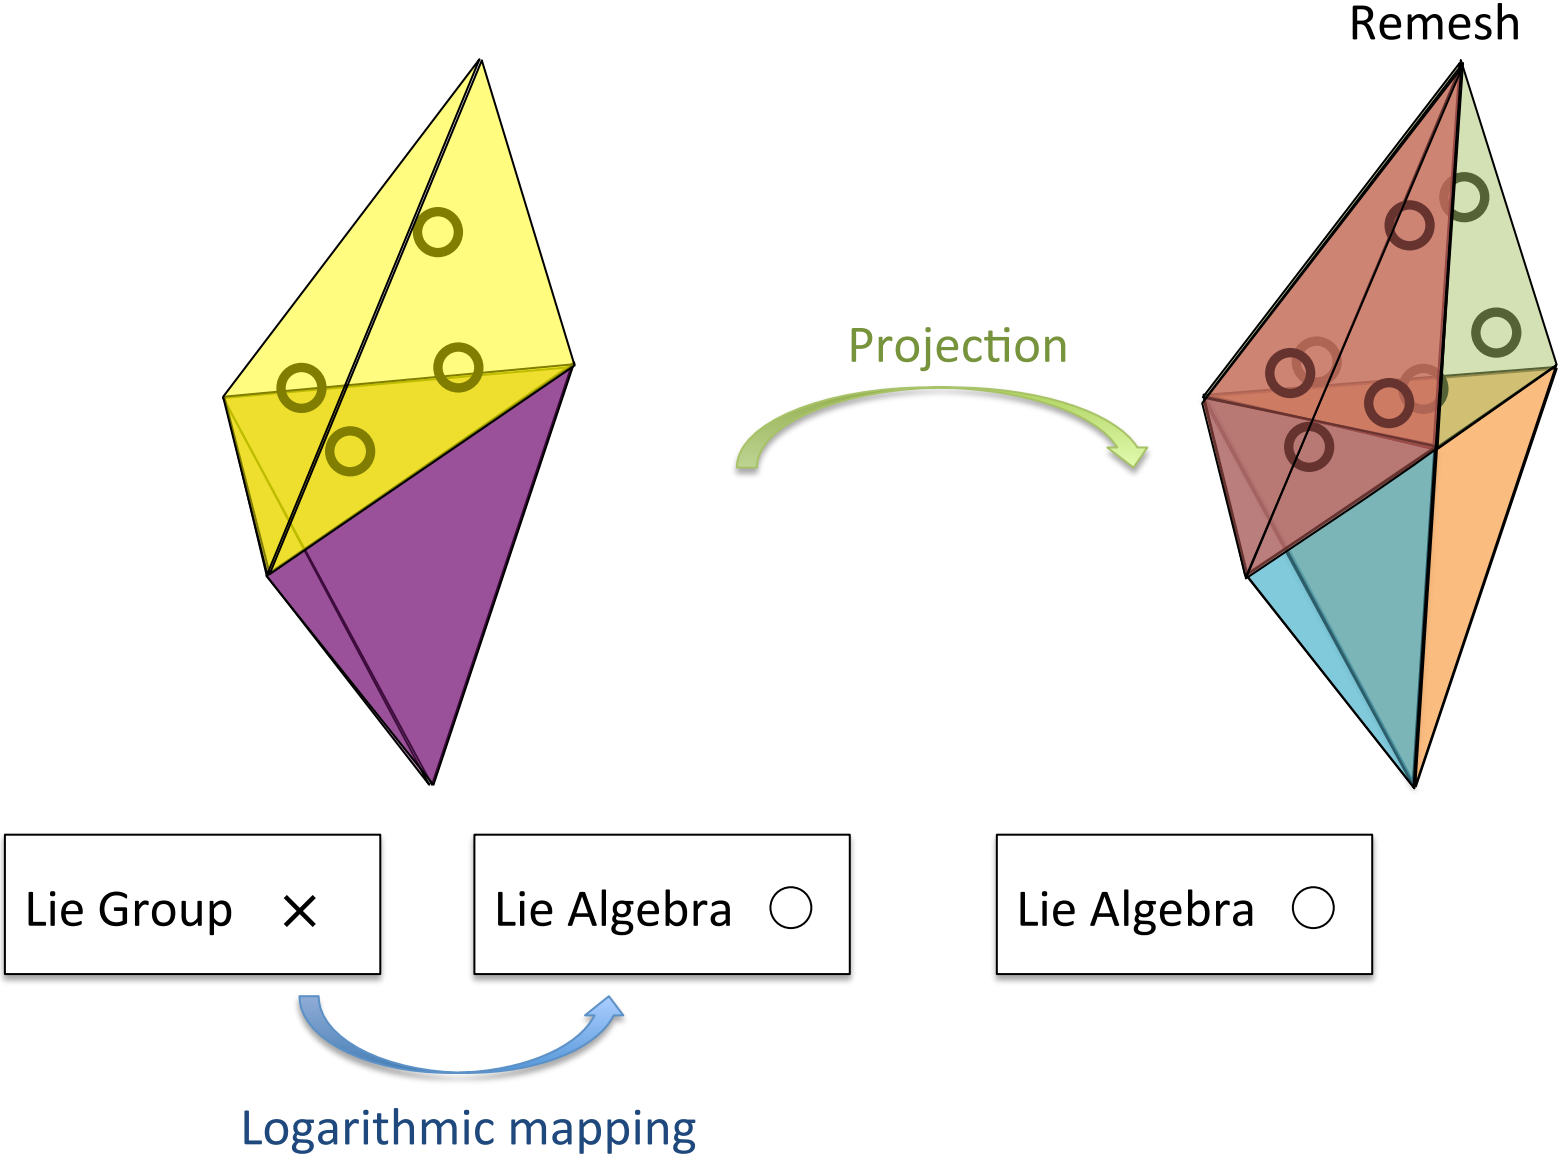 Remesh
Projection
Lie Group ×
Lie Algebra ○
Lie Algebra ○
Logarithmic mapping